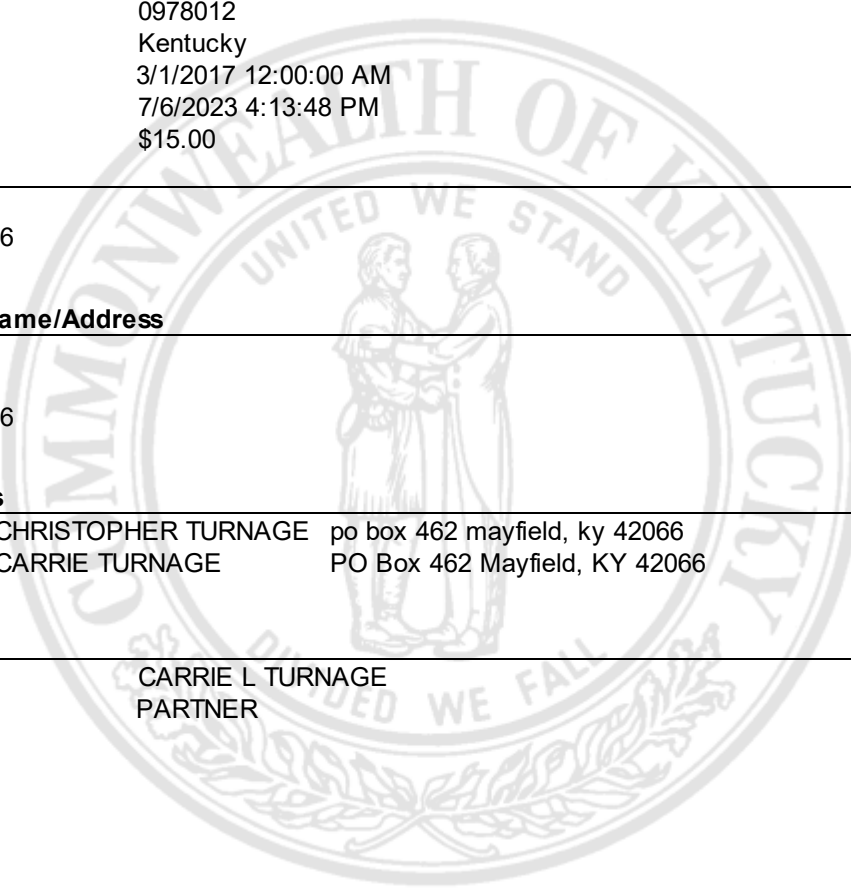 0978012
Kentucky
3/1/2017 12:00:00 AM
7/6/2023 4:13:48 PM
$15.00
6
ame/Address
6
s
CHRISTOPHER TURNAGE po box 462 mayfield, ky 42066
CARRIE TURNAGE PO Box 462 Mayfield, KY 42066
CARRIE L TURNAGE
PARTNER
COMMONWEALTH OF KENTUCKY
UNITED WE STAND
DIVIDED WE FALL